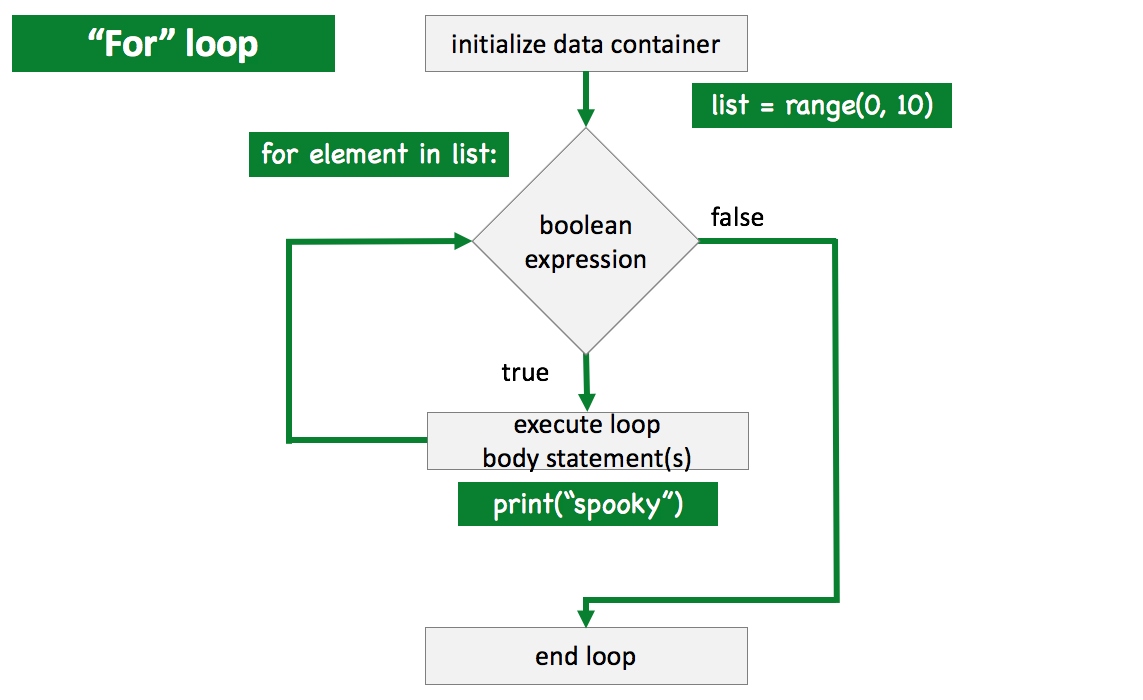 “For” loop
initialize data container
list = range(0, 10)
for element in list:
boolean
expression
false
true
execute loop
body statement(s)
print(“spooky”)
end loop